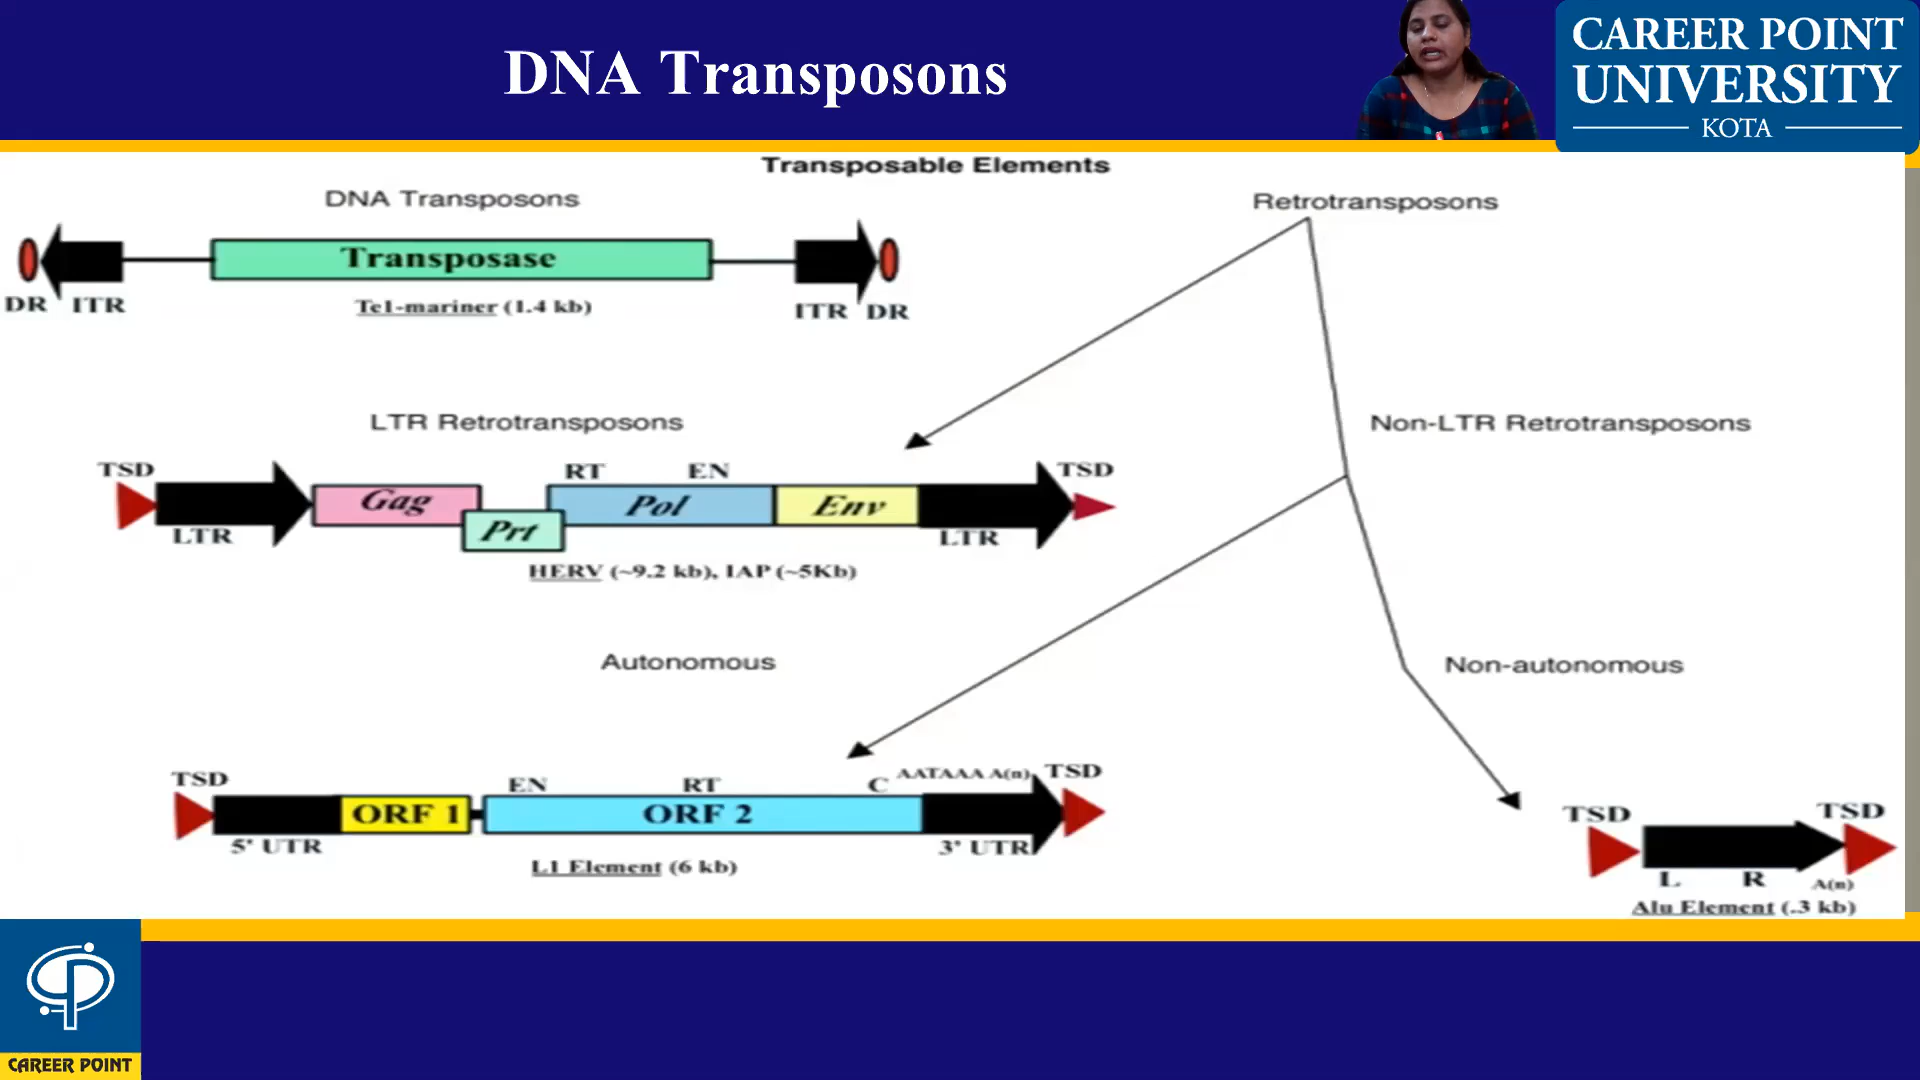 DNA Transposons
CAREER POINT
UNIVERSITY
KOTA
Transposable Elements
DNA Transposons
Retrotransposons
Transposase
DR ITR
Tc1-mariner (1.4 kb)
ITR DR
LTR Retrotransposons
Non-LTR Retrotransposons
TSD
RT
EN
TSD
Gag
Pol
Env
Prt
LTR
LTR
HERV (~9.2 kb), IAP (~5Kb)
Autonomous
Non-autonomous
TSD
EN
RT
C
AATAAA A(n)
TSD
ORF 1
ORF 2
5' UTR
3' UTR
L1 Element (6 kb)
TSD
TSD
L
R
A(n)
Alu Element (.3 kb)
CAREER POINT